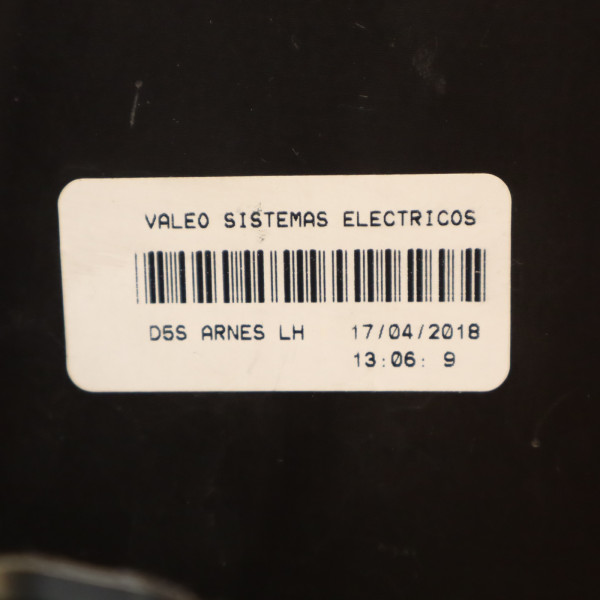 VALEO SISTEMAS ELECTRICOS
D5S ARNES LH 17/04/2018
13:06: 9